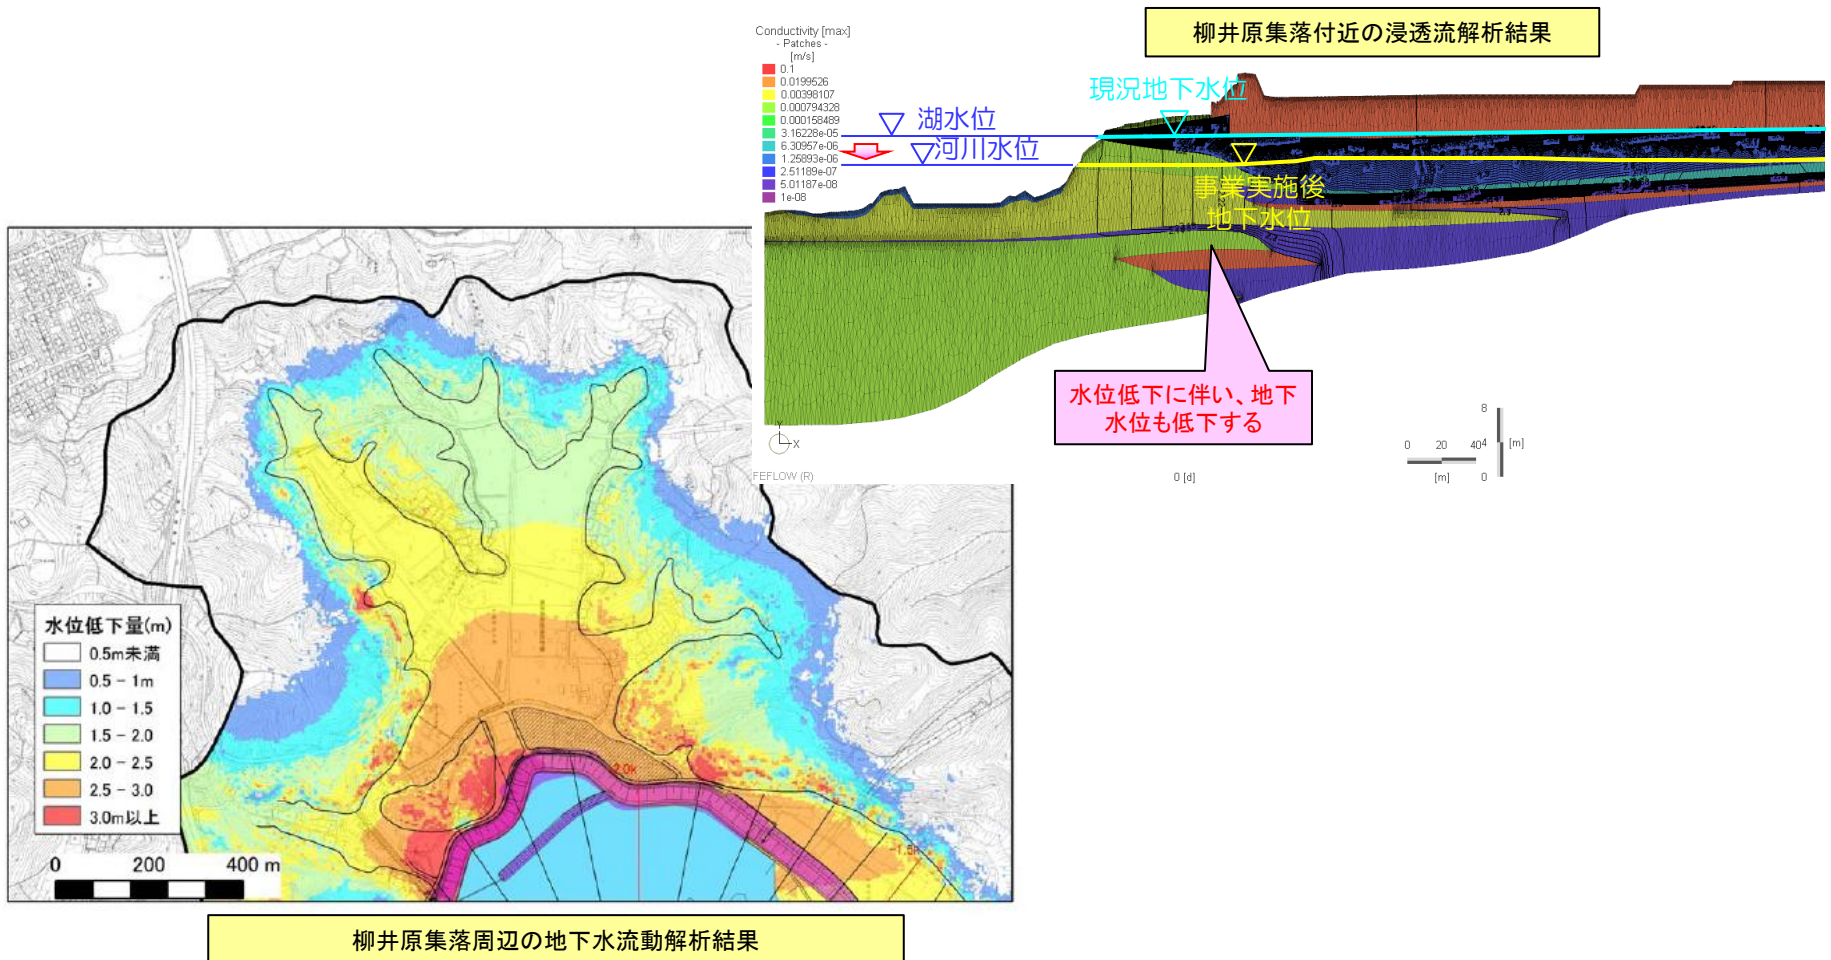 柳井原集落付近の浸透流解析結果
Conductivity [max]
- Patches -
[m/s]
0.1
0.0199526
0.00398107
0.000794328
0.000158489
3.16228e-05
6.30957e-06
1.25893e-06
2.51189e-07
5.01187e-08
1e-08
現況地下水位
湖水位
河川水位
事業実施後
地下水位
水位低下に伴い、地下
水位も低下する
Y
X
FEFLOW (R)
0 [d]
0 20 40
[m]
8
4
0
[m]
水位低下量(m)
0.5m未満
0.5 - 1m
1.0 - 1.5
1.5 - 2.0
2.0 - 2.5
2.5 - 3.0
3.0m以上
0 200 400 m
2.0k
柳井原集落周辺の地下水流動解析結果